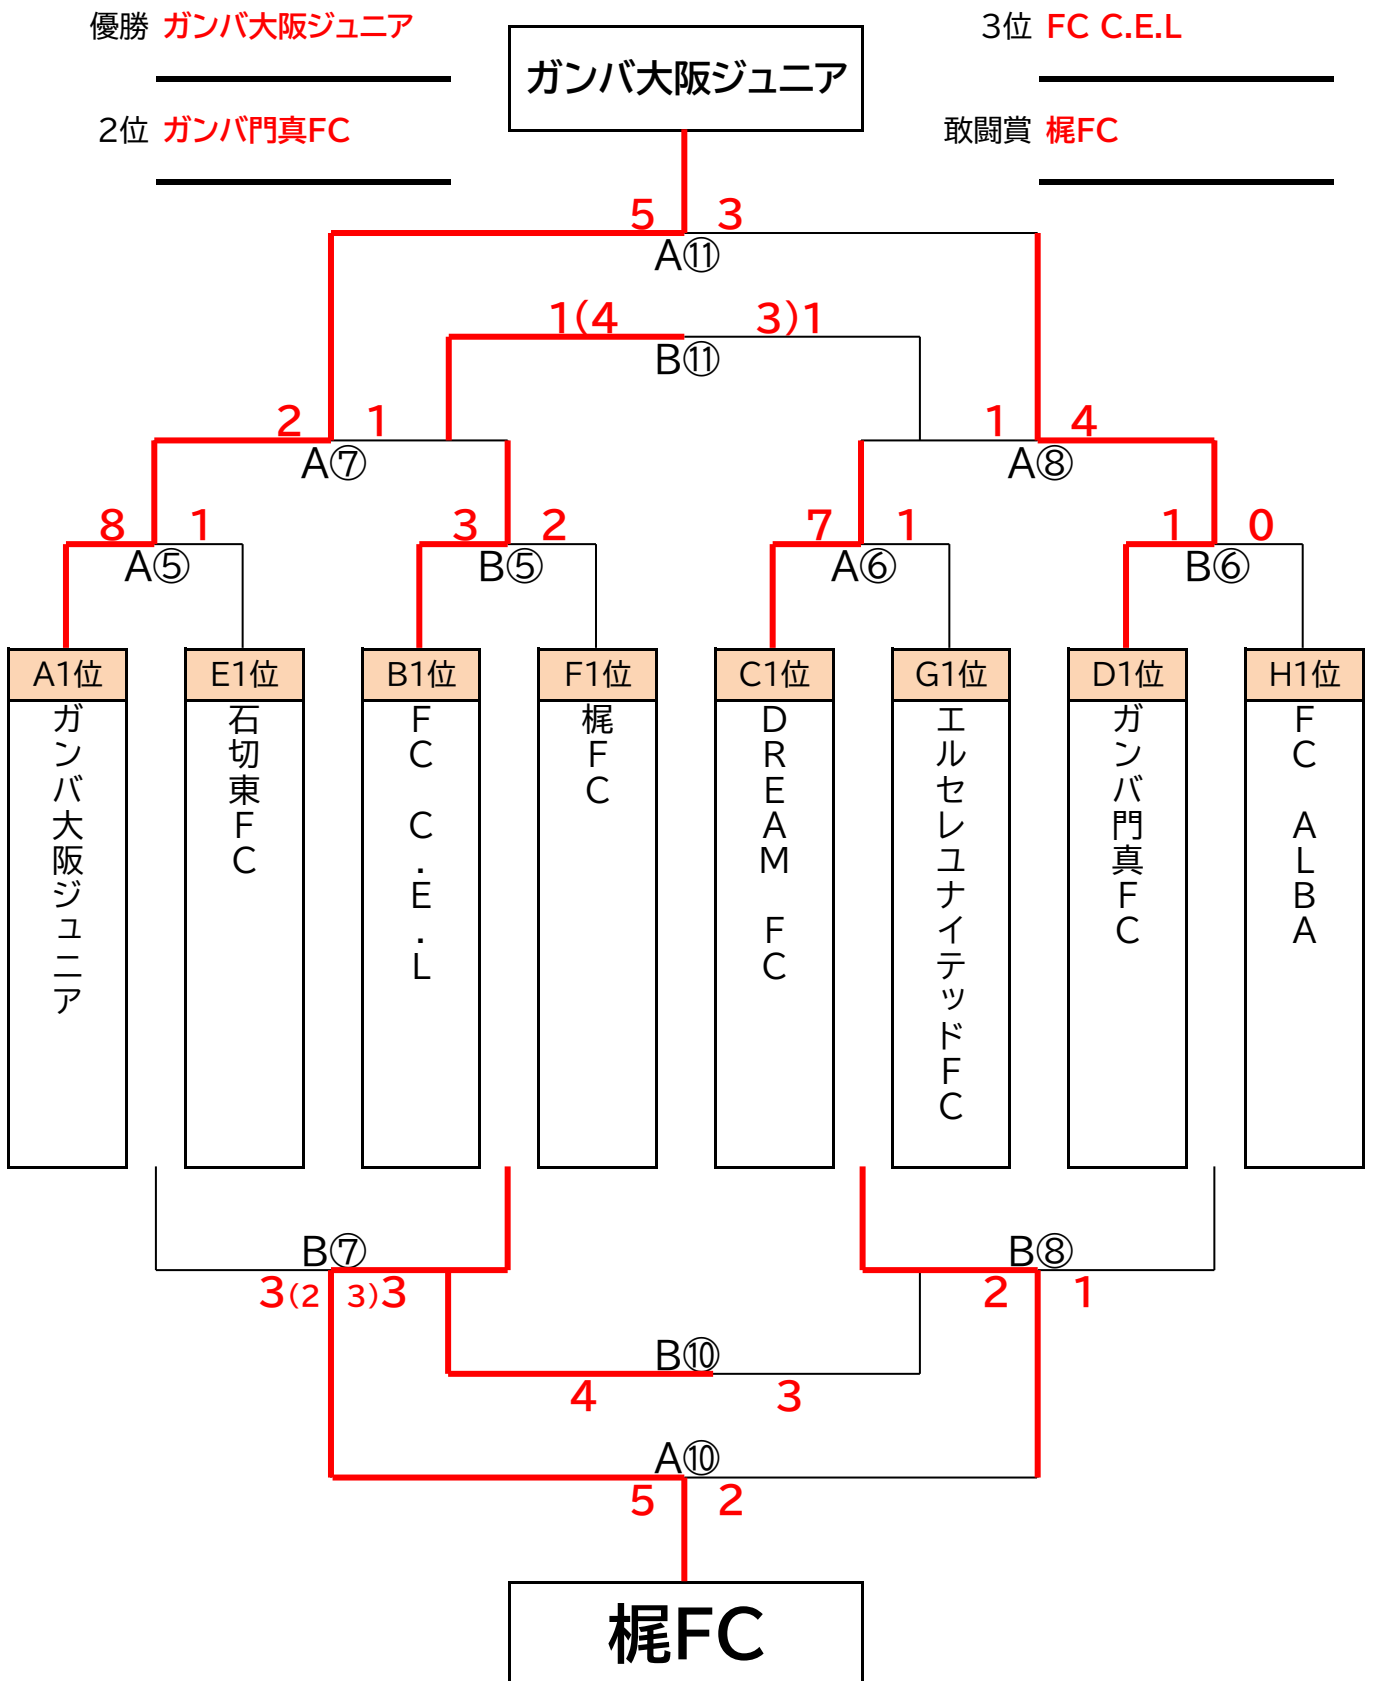 優勝 ガンバ大阪ジュニア
2位 ガンバ門真FC
3位 FC C.E.L
敢闘賞 梶FC
ガンバ大阪ジュニア
5 3
A⑪
1(4 3)1
B⑪
2 1
A⑦
1 4
A⑧
8 1
A⑤
3 2
B⑤
7 1
A⑥
1 0
B⑥
A1位
ガンバ大阪ジュニア
E1位
石切東FC
B1位
FC C.E.L
F1位
梶FC
C1位
DREAM FC
G1位
エルセレユナイテッドFC
D1位
ガンバ門真FC
H1位
FC ALBA
B⑦
3(2 3)3
B⑧
2 1
B⑩
4 3
A⑩
5 2
梶FC